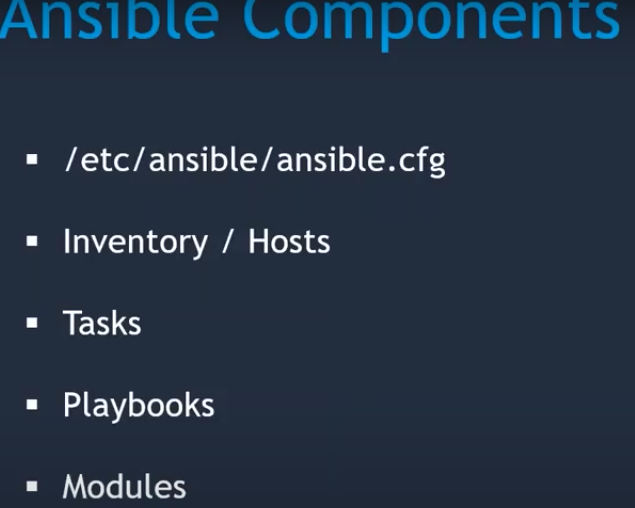 Ansible Components
▪ /etc/ansible/ansible.cfg
▪ Inventory / Hosts
▪ Tasks
▪ Playbooks
▪ Modules